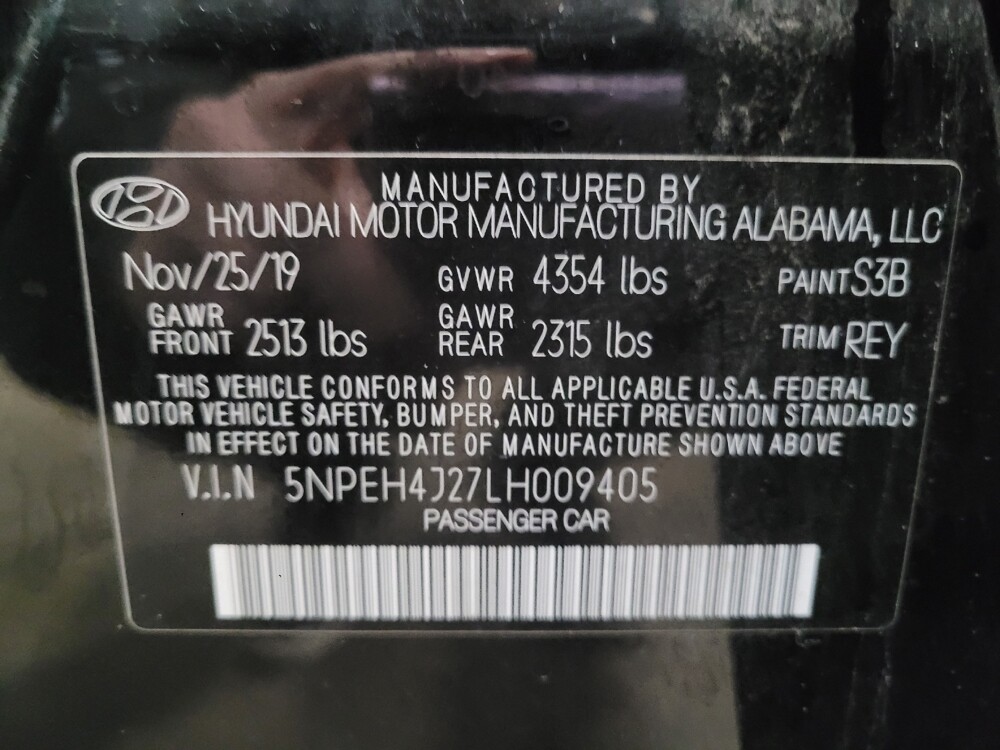 MANUFACTURED BY
HYUNDAI MOTOR MANUFACTURING ALABAMA, LLC
Nov/25/19 GVWR 4354 lbs PAINT S3B
GAWR FRONT 2513 lbs GAWR REAR 2315 lbs TRIM REY
THIS VEHICLE CONFORMS TO ALL APPLICABLE U.S.A. FEDERAL
MOTOR VEHICLE SAFETY, BUMPER, AND THEFT PREVENTION STANDARDS
IN EFFECT ON THE DATE OF MANUFACTURE SHOWN ABOVE
V.I.N 5NPEH4J27LH009405
PASSENGER CAR